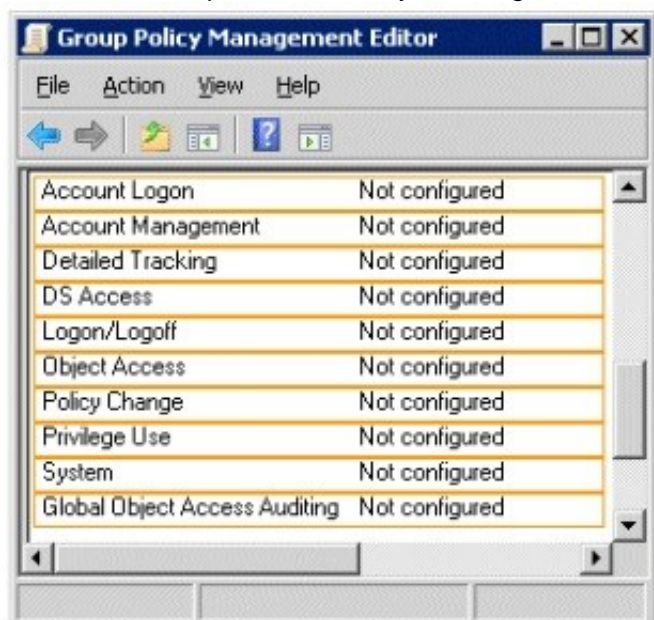 Group Policy Management Editor
File Action View Help
Account Logon Not configured
Account Management Not configured
Detailed Tracking Not configured
DS Access Not configured
Logon/Logoff Not configured
Object Access Not configured
Policy Change Not configured
Privilege Use Not configured
System Not configured
Global Object Access Auditing Not configured